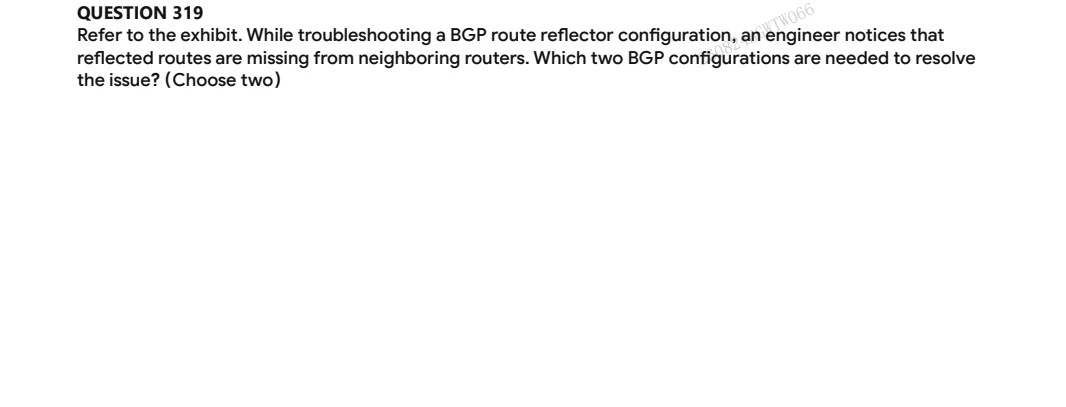 QUESTION 319
Refer to the exhibit. While troubleshooting a BGP route reflector configuration, an engineer notices that
reflected routes are missing from neighboring routers. Which two BGP configurations are needed to resolve
the issue? (Choose two)